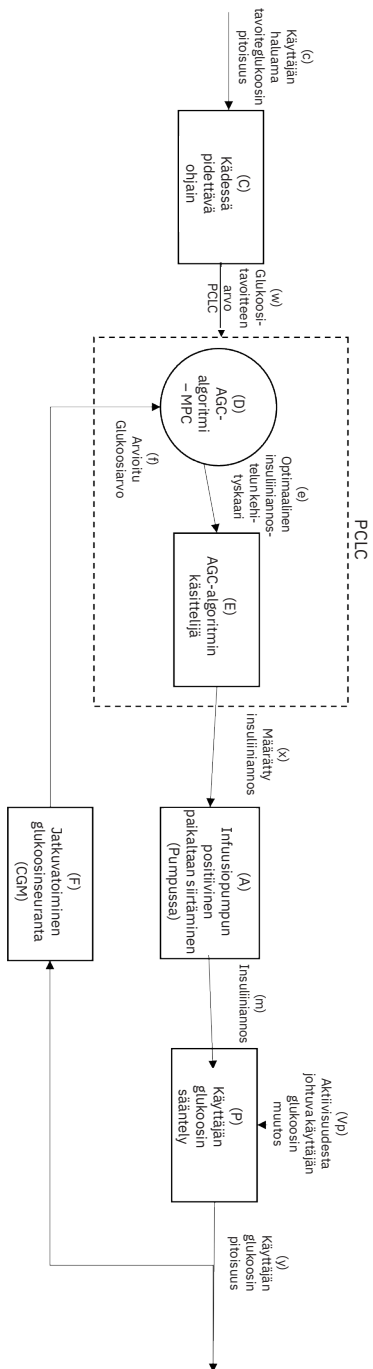 (c)
Käyttäjän
haluama
tavoiteglukoosin
pitoisuus
(C)
Kädessä
pidettävä
ohjain
(w)
Glukoosi-
tavoitteen
arvo
PCLC
PCLC
(D)
AGC-
algoritmi
– MPC
(e)
Optimaalinen
insuliiniannos-
telun kehi-
tyskaari
(f)
Arvioitu
Glukoosiarvo
(E)
AGC-algoritmin
käsittelijä
(x)
Määrätty
insuliiniannos
(A)
Infuusiopumpun
positiivinen
paikaltaan siirtäminen
(Pumpussa)
(m)
Insuliiniannos
(Vp)
Aktiivisuudesta
johtuva käyttäjän
glukoosin
muutos
(P)
Käyttäjän
glukoosin
sääntely
(y)
Käyttäjän
glukoosin
pitoisuus
(F)
Jatkuvatoiminen
glukoosinseuranta
(CGM)